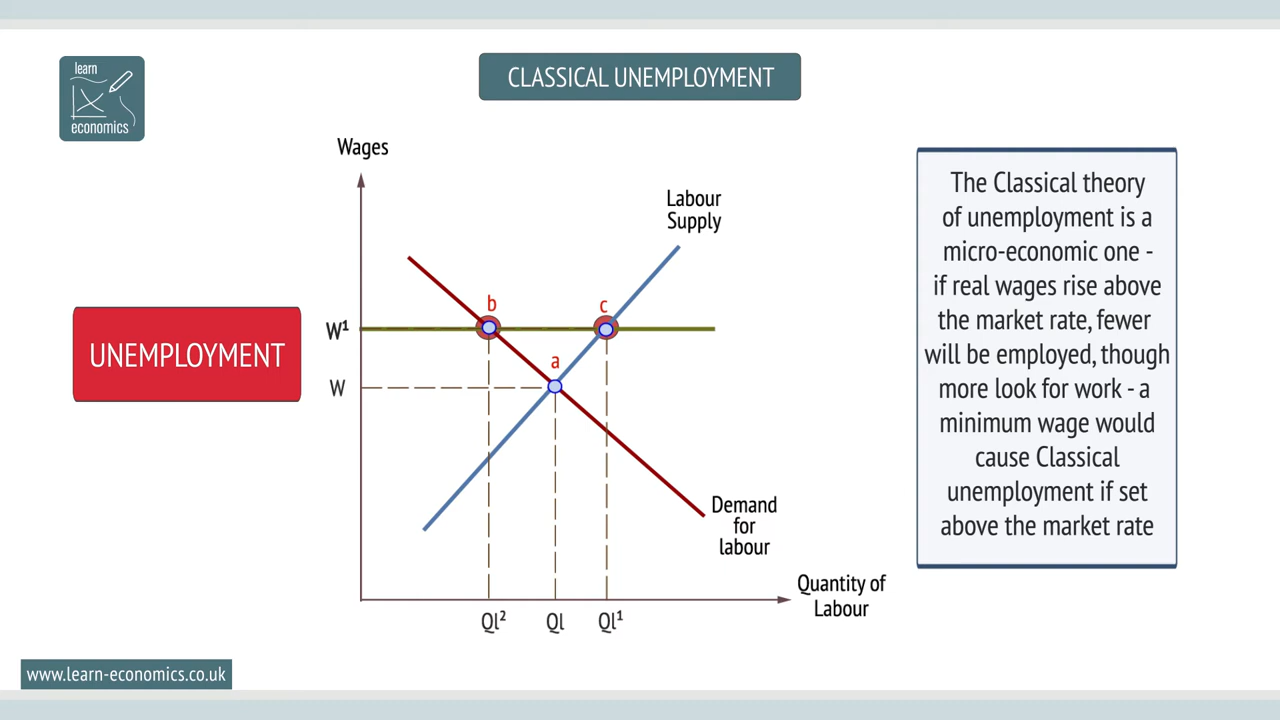 learn
economics
CLASSICAL UNEMPLOYMENT
UNEMPLOYMENT
Wages
Labour
Supply
b
c
W¹
a
W
Demand
for
labour
Quantity of
Labour
Ql²
Ql
Ql¹
The Classical theory
of unemployment is a
micro-economic one -
if real wages rise above
the market rate, fewer
will be employed, though
more look for work - a
minimum wage would
cause Classical
unemployment if set
above the market rate
www.learn-economics.co.uk